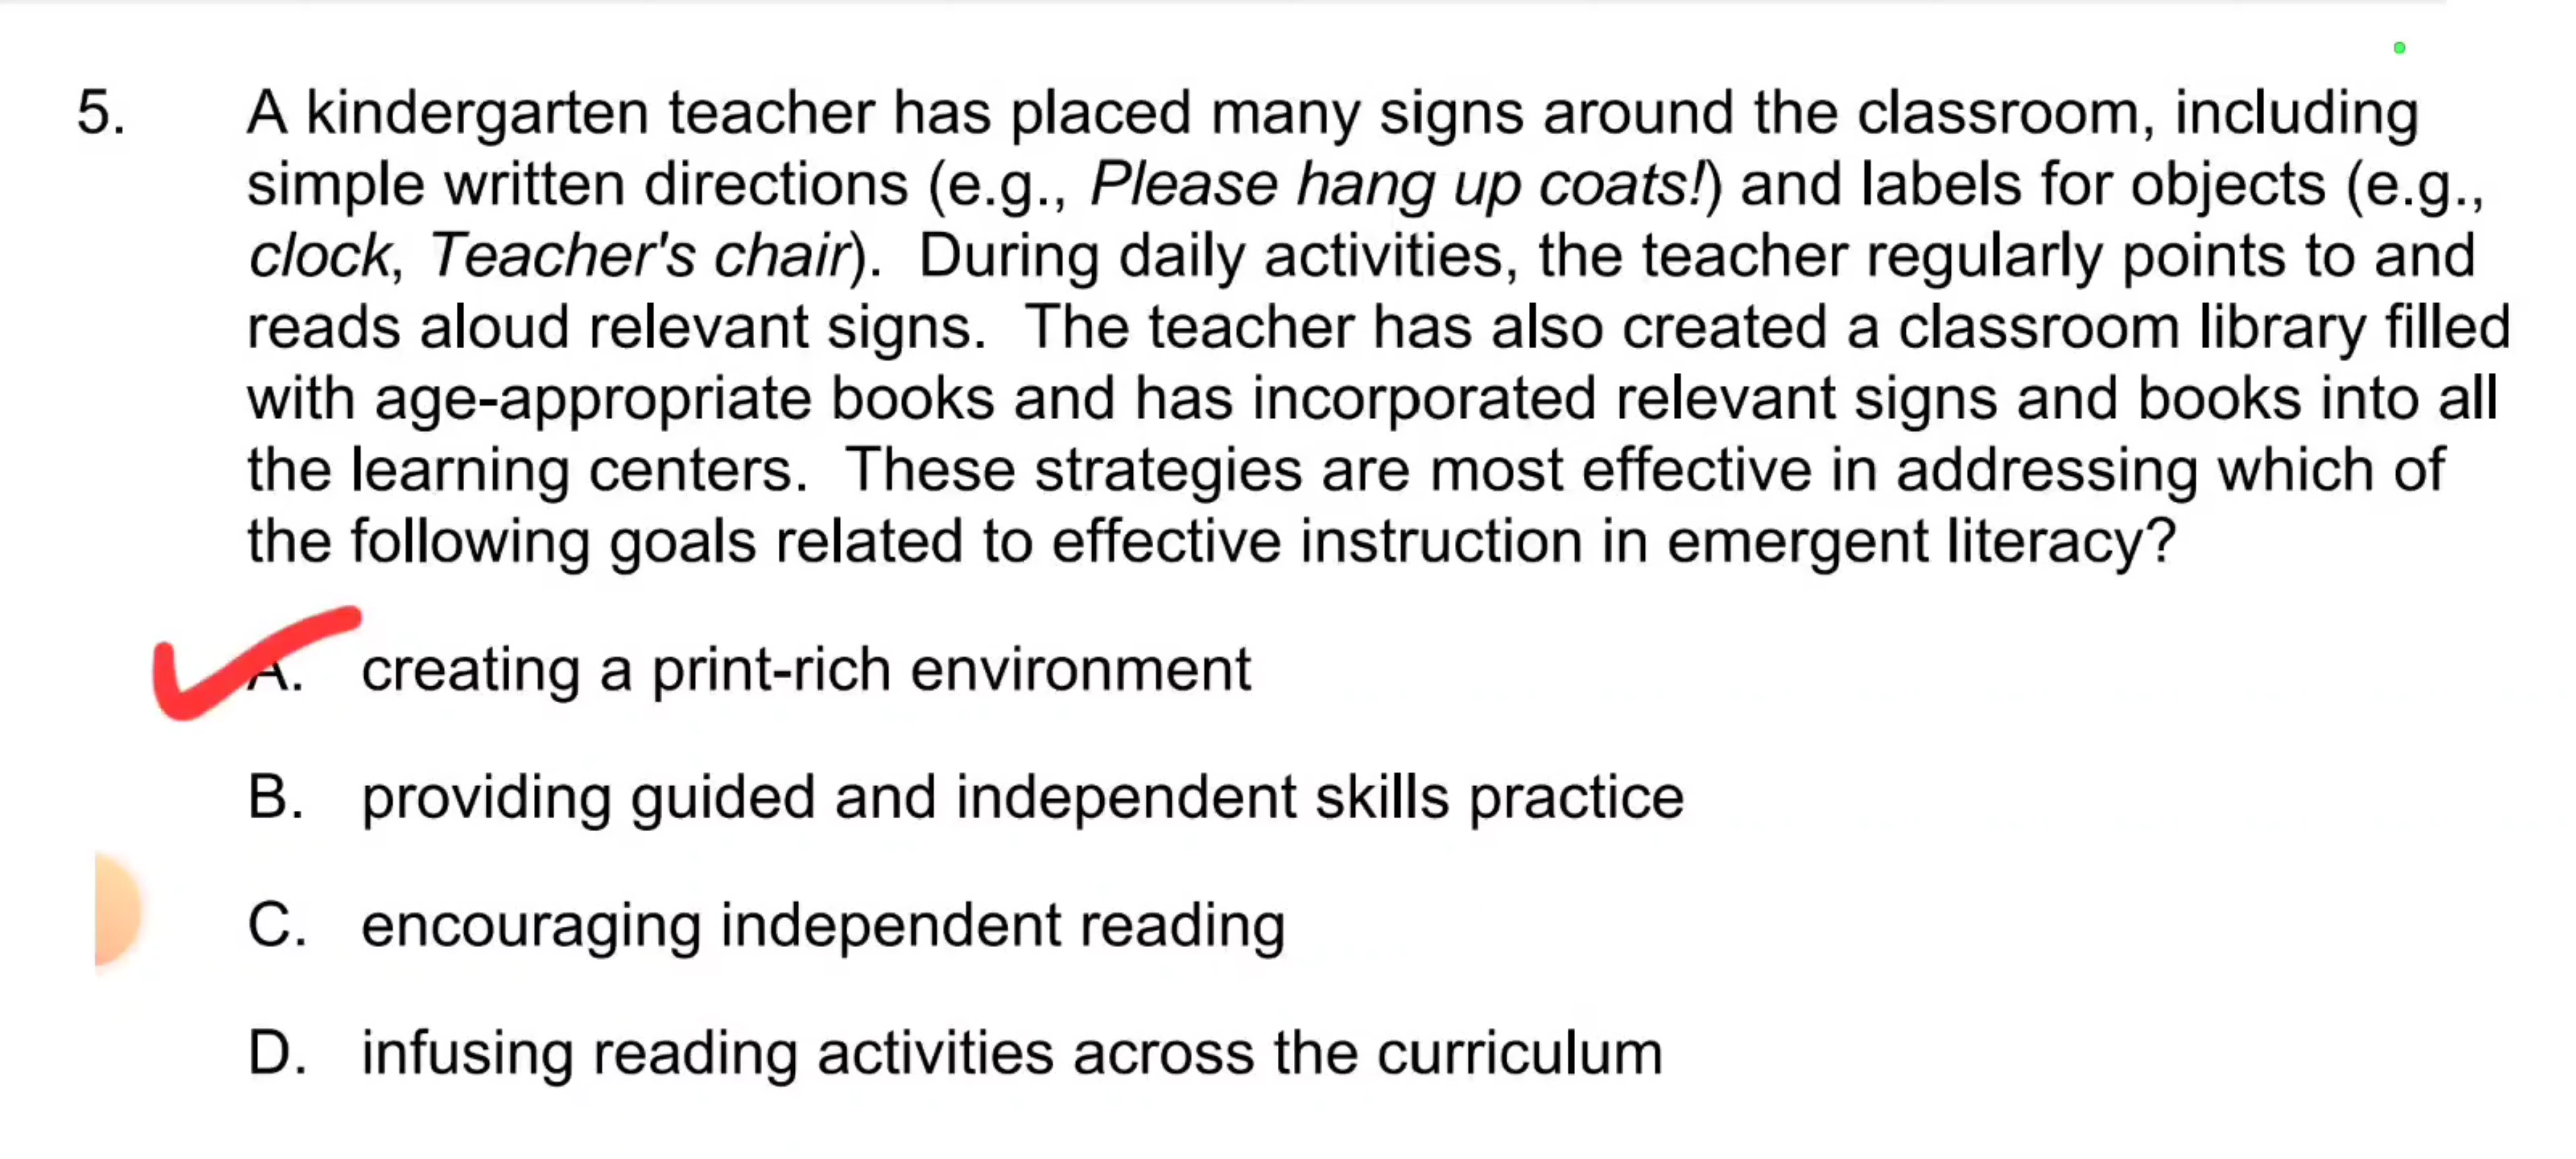 5. A kindergarten teacher has placed many signs around the classroom, including
simple written directions (e.g., Please hang up coats!) and labels for objects (e.g.,
clock, Teacher's chair). During daily activities, the teacher regularly points to and
reads aloud relevant signs. The teacher has also created a classroom library filled
with age-appropriate books and has incorporated relevant signs and books into all
the learning centers. These strategies are most effective in addressing which of
the following goals related to effective instruction in emergent literacy?
A. creating a print-rich environment
B. providing guided and independent skills practice
C. encouraging independent reading
D. infusing reading activities across the curriculum